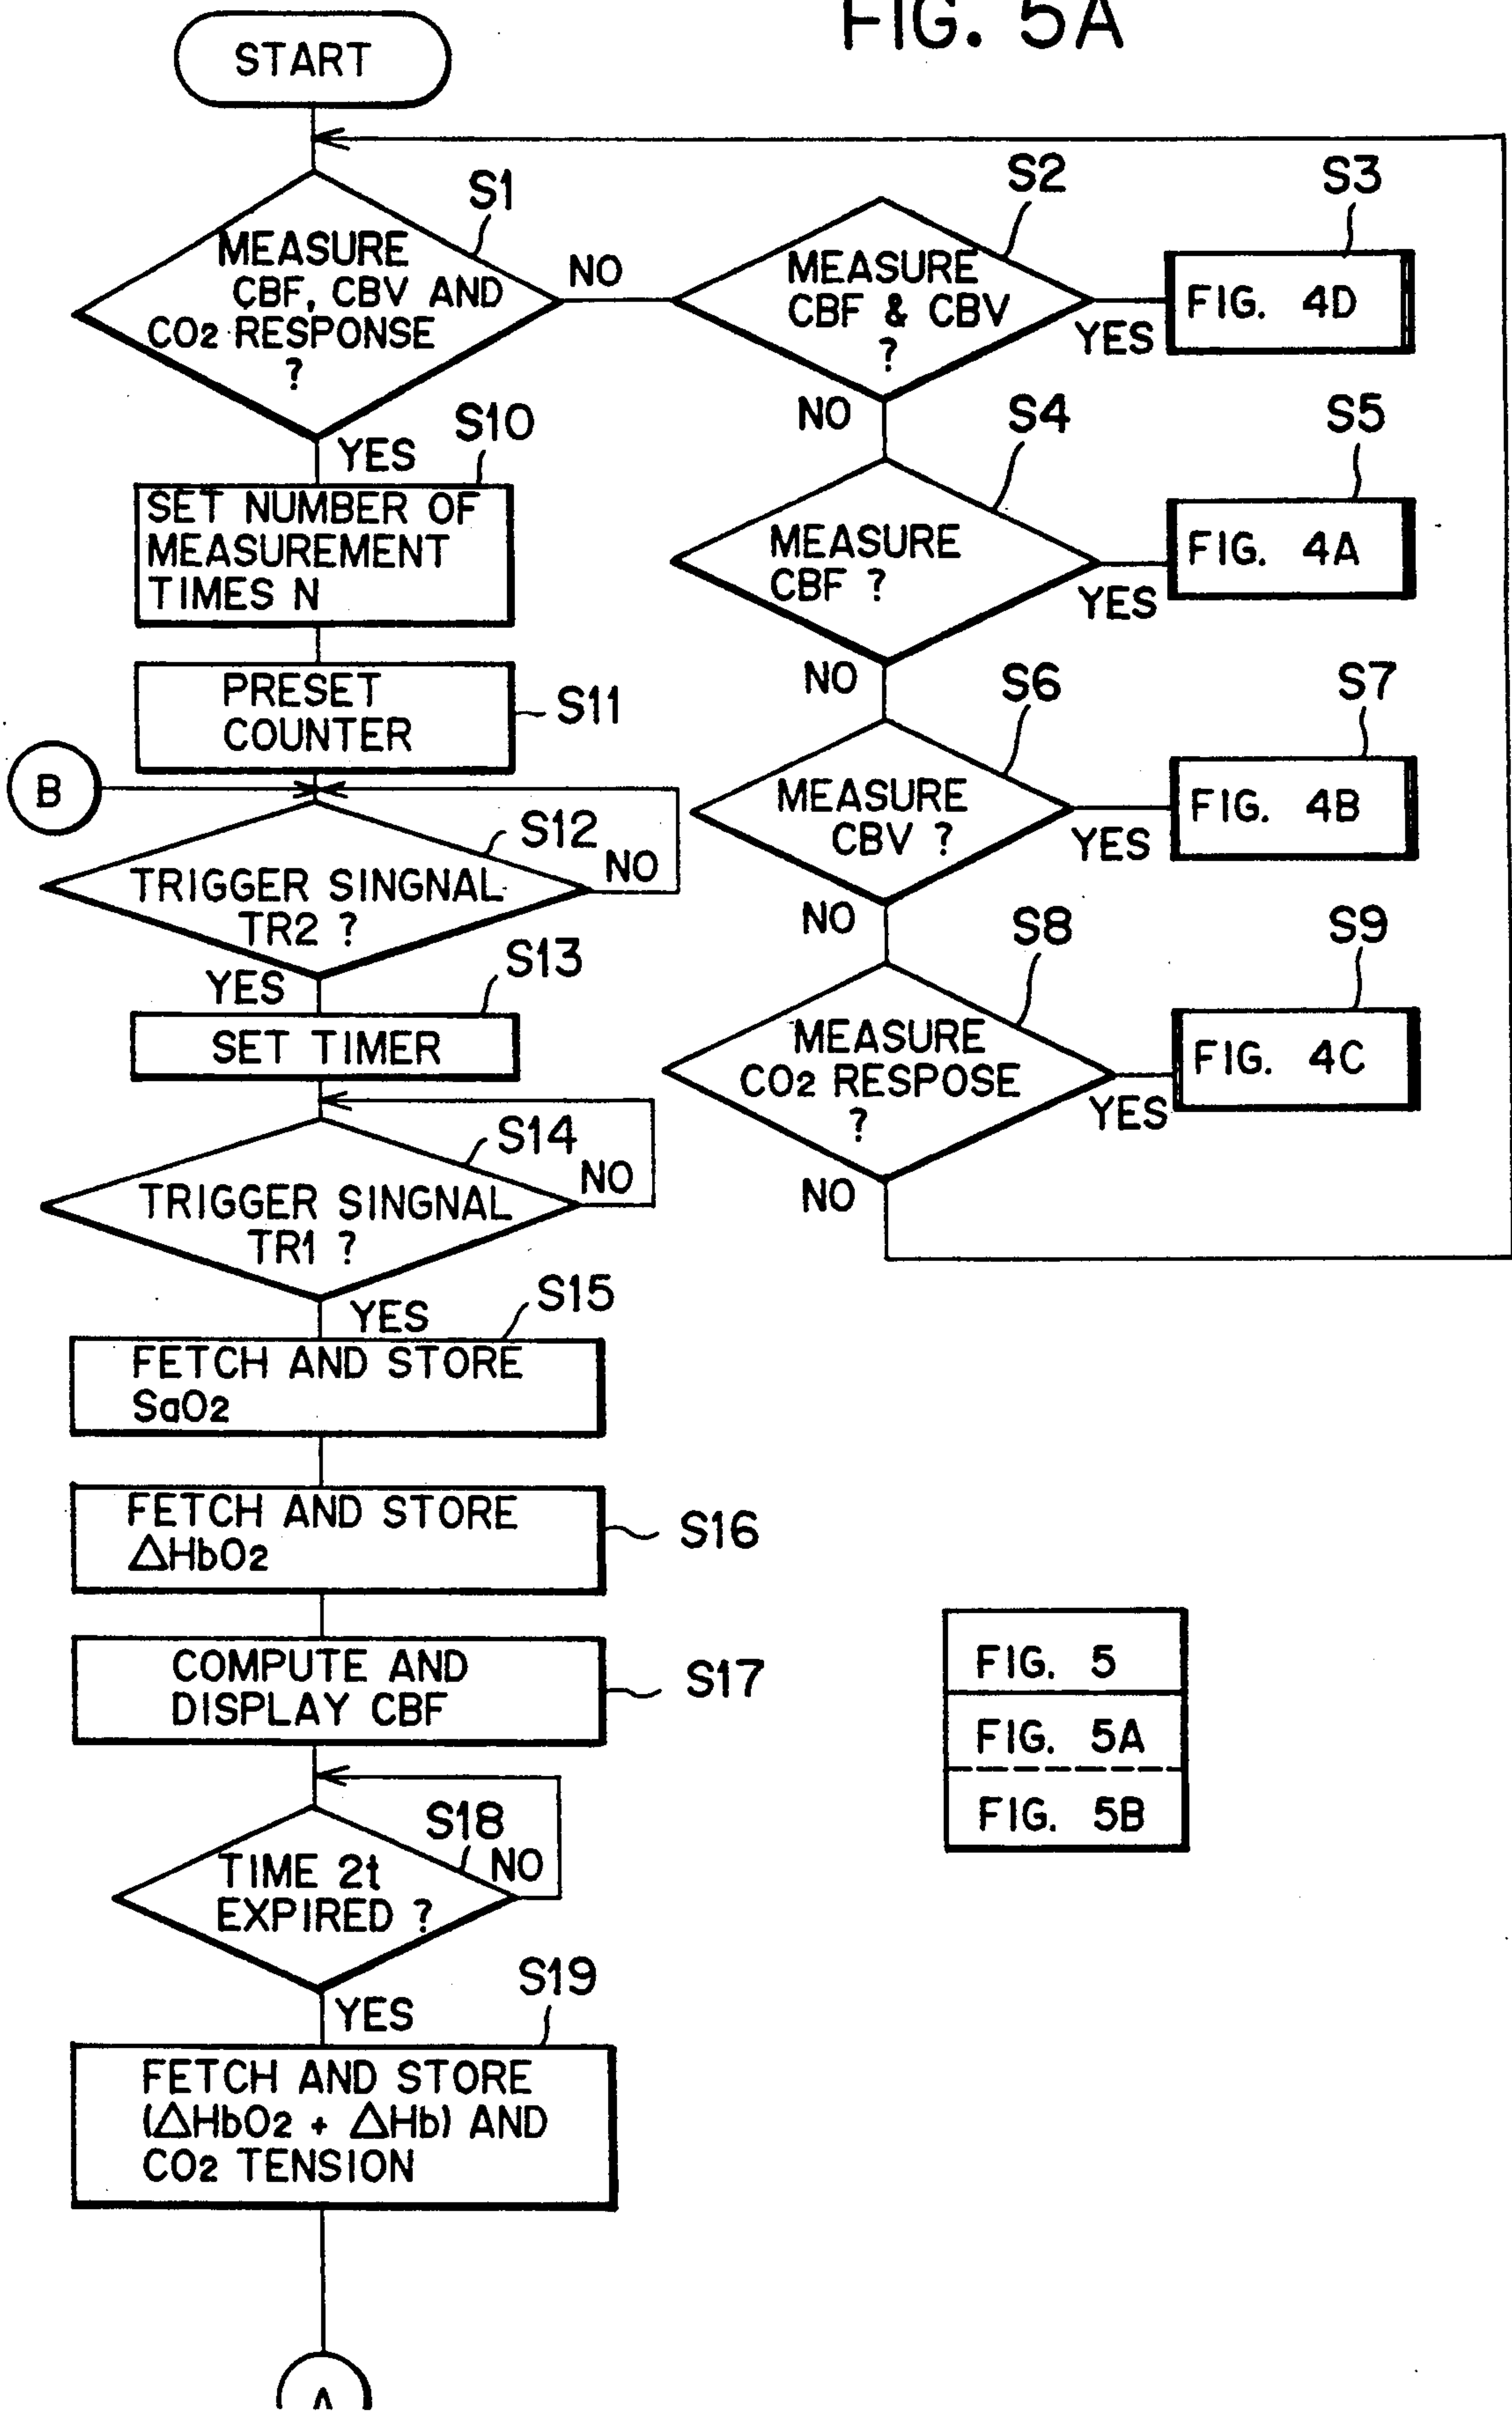 FIG. 5A
START
S1
MEASURE
CBF, CBV AND
CO2 RESPONSE
?
NO
YES
S2
MEASURE
CBF & CBV
?
YES
NO
S3
FIG. 4D
S4
MEASURE
CBF ?
YES
NO
S5
FIG. 4A
S6
MEASURE
CBV ?
YES
NO
S7
FIG. 4B
S8
MEASURE
CO2 RESPOSE
?
YES
NO
S9
FIG. 4C
S10
SET NUMBER OF
MEASUREMENT
TIMES N
PRESET
COUNTER
S11
B
S12
TRIGGER SINGNAL
TR2 ?
NO
YES
S13
SET TIMER
S14
TRIGGER SINGNAL
TR1 ?
NO
YES
S15
FETCH AND STORE
SaO2
FETCH AND STORE
△HbO2
S16
COMPUTE AND
DISPLAY CBF
S17
S18
TIME 2t
EXPIRED ?
NO
YES
S19
FETCH AND STORE
(△HbO2 + △Hb) AND
CO2 TENSION
A
FIG. 5
FIG. 5A
FIG. 5B